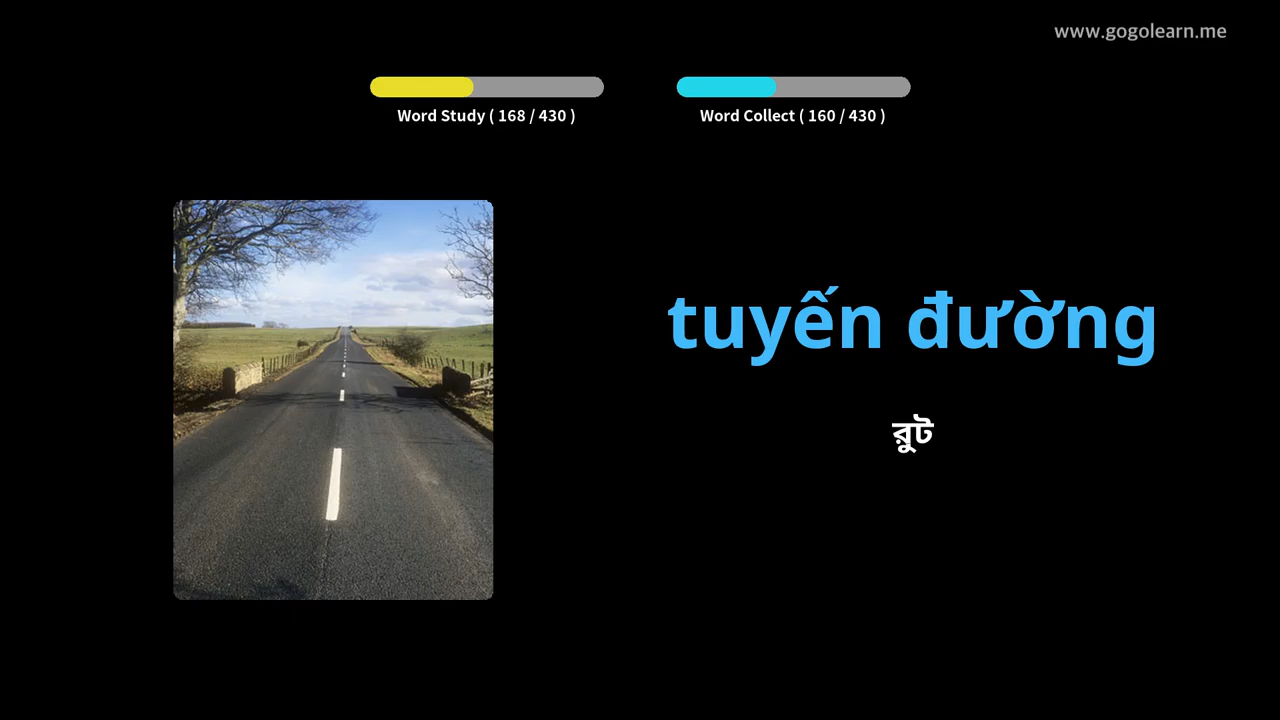 www.gogolearn.me
Word Study ( 168 / 430 )
Word Collect ( 160 / 430 )
tuyến đường
রুট